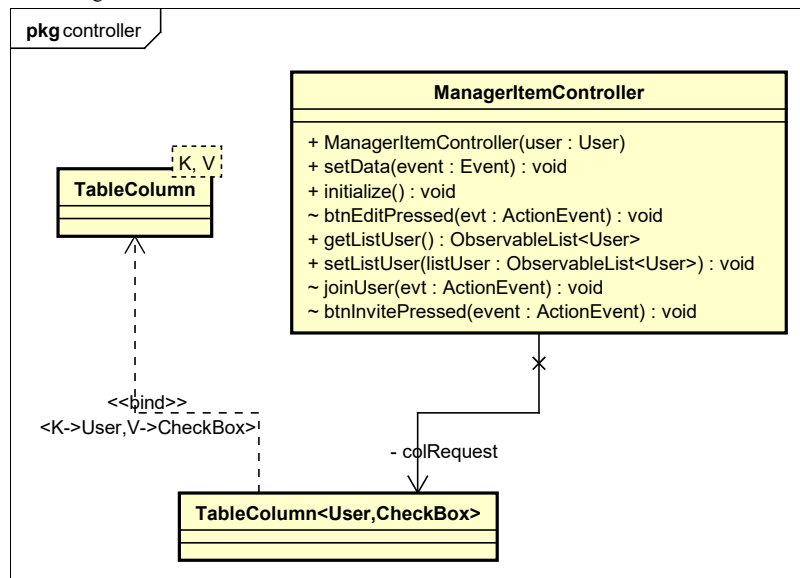 pkg controller
ManagerItemController
+ ManagerItemController(user : User)
+ setData(event : Event) : void
+ initialize() : void
~ btnEditPressed(evt : ActionEvent) : void
+ getListUser() : ObservableList<User>
+ setListUser(listUser : ObservableList<User>) : void
~ joinUser(evt : ActionEvent) : void
~ btnInvitePressed(event : ActionEvent) : void
K, V
TableColumn
<<bind>>
<K->User,V->CheckBox>
- colRequest
TableColumn<User,CheckBox>